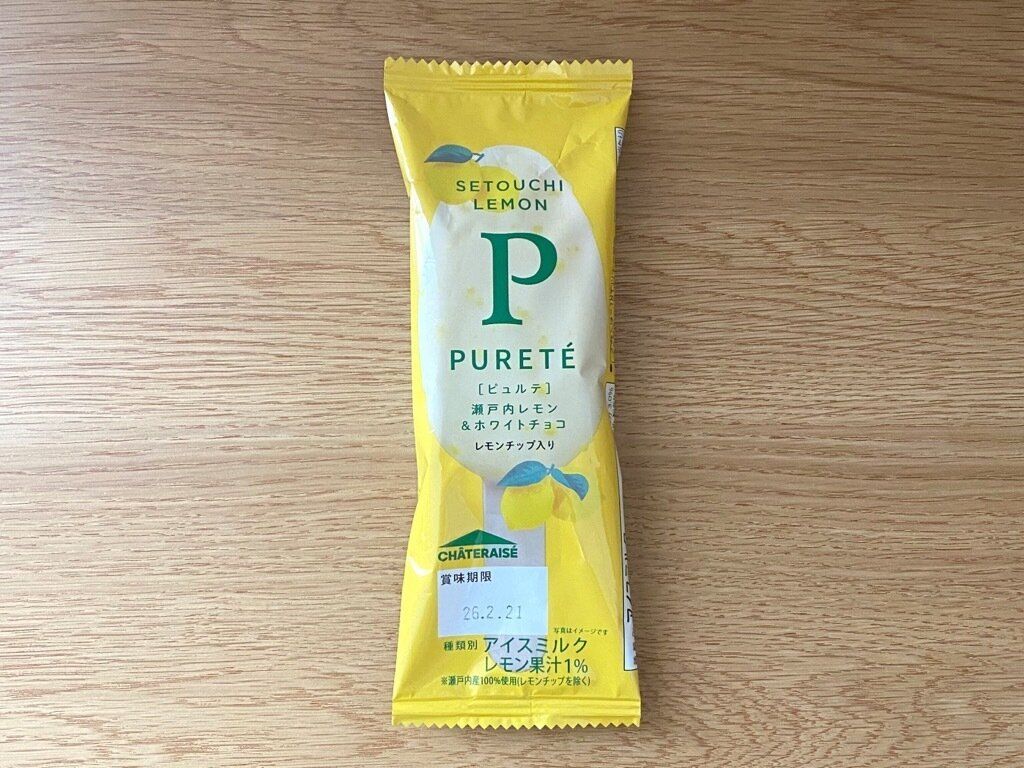 SETOUCHI
LEMON
P
PURETÉ
[ピュルテ]
瀬戸内レモン
&ホワイトチョコ
レモンチップ入り
CHÂTERAISÉ
賞味期限
26.2.21
写真はイメージです
種類別 アイスミルク
レモン果汁1%
※瀬戸内産100%使用(レモンチップを除く)